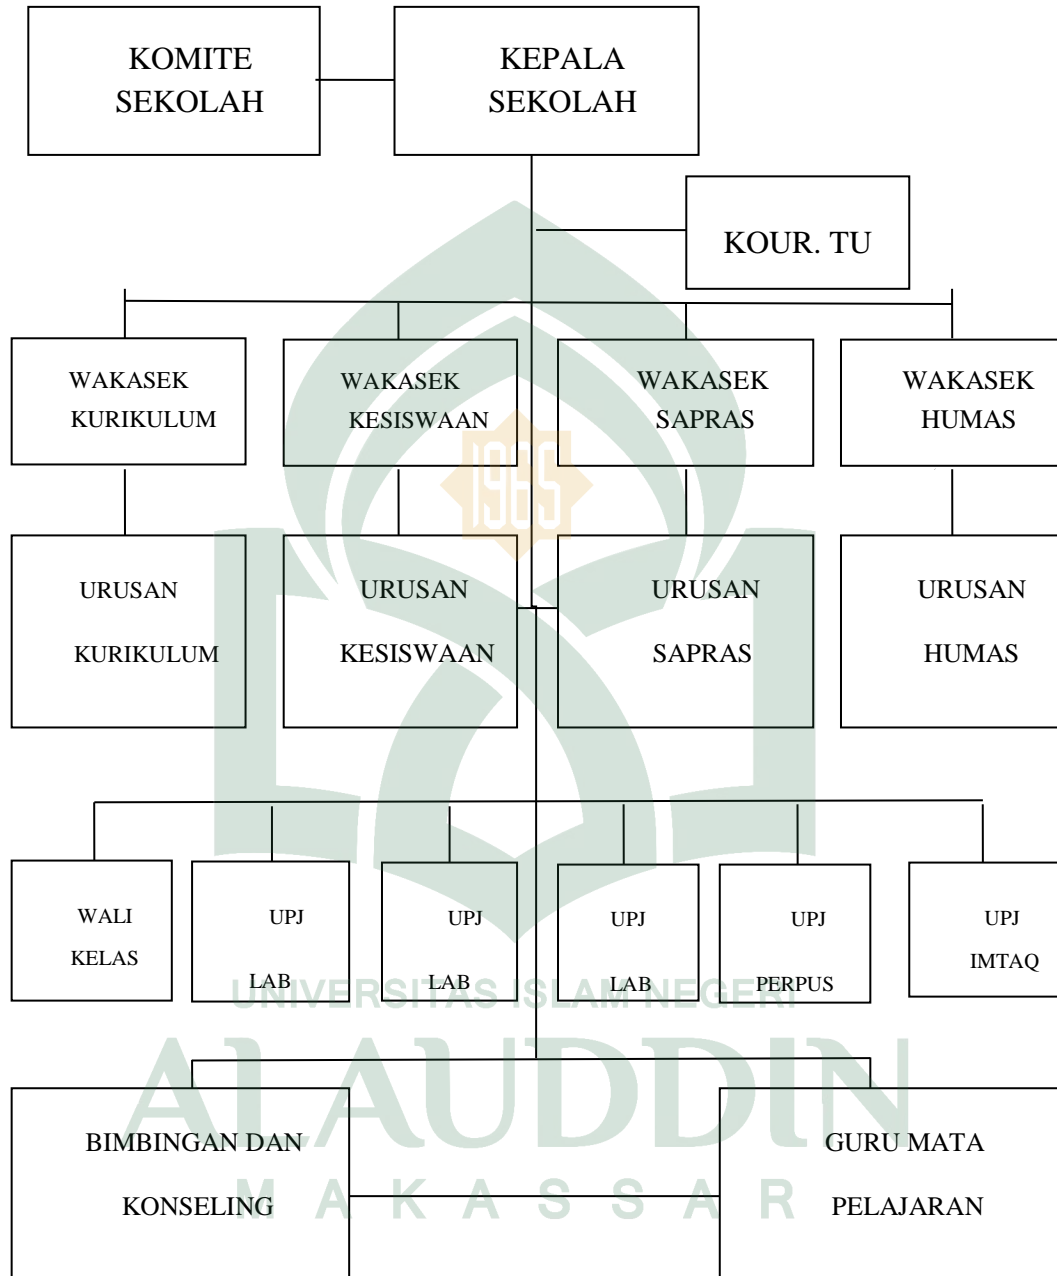 KOMITE
SEKOLAH
KEPALA
SEKOLAH
KOUR. TU
WAKASEK
KURIKULUM
WAKASEK
KESISWAAN
WAKASEK
SAPRAS
WAKASEK
HUMAS
URUSAN
KURIKULUM
URUSAN
KESISWAAN
URUSAN
SAPRAS
URUSAN
HUMAS
1965
WALI
KELAS
UPJ
LAB
UPJ
LAB
UPJ
LAB
UPJ
PERPUS
UPJ
IMTAQ
UNIVERSITAS ISLAM NEGERI
ALAUDDIN
MAKASSAR
BIMBINGAN DAN
KONSELING
GURU MATA
PELAJARAN